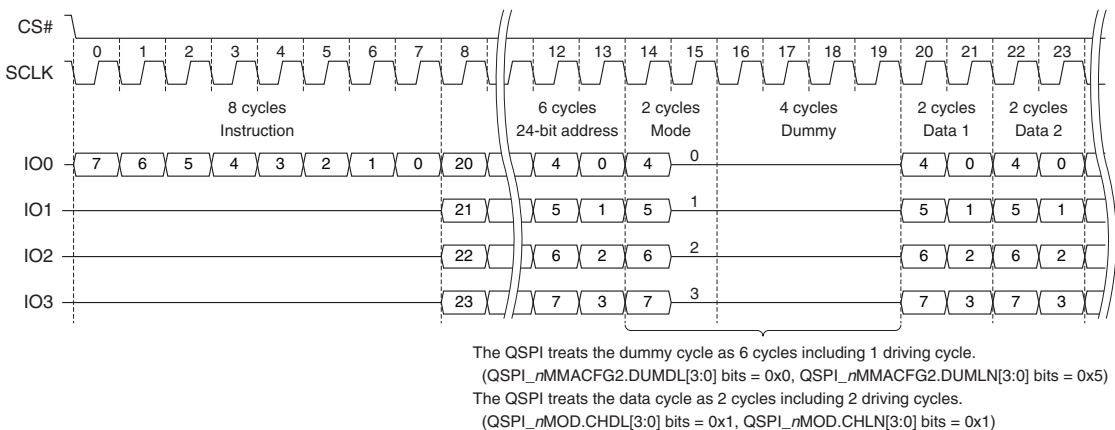 CS#
0 1 2 3 4 5 6 7 8 12 13 14 15 16 17 18 19 20 21 22 23
SCLK
8 cycles 6 cycles 2 cycles 4 cycles 2 cycles 2 cycles
Instruction 24-bit address Mode Dummy Data 1 Data 2
IO0 7 6 5 4 3 2 1 0 20 4 0 4 0 4 0 4 0
IO1 21 5 1 5 1 5 1 5 1
IO2 22 6 2 6 2 6 2 6 2
IO3 23 7 3 7 3 7 3 7 3
The QSPI treats the dummy cycle as 6 cycles including 1 driving cycle.
(QSPI_nMMACFG2.DUMDL[3:0] bits = 0x0, QSPI_nMMACFG2.DUMLN[3:0] bits = 0x5)
The QSPI treats the data cycle as 2 cycles including 2 driving cycles.
(QSPI_nMOD.CHDL[3:0] bits = 0x1, QSPI_nMOD.CHLN[3:0] bits = 0x1)